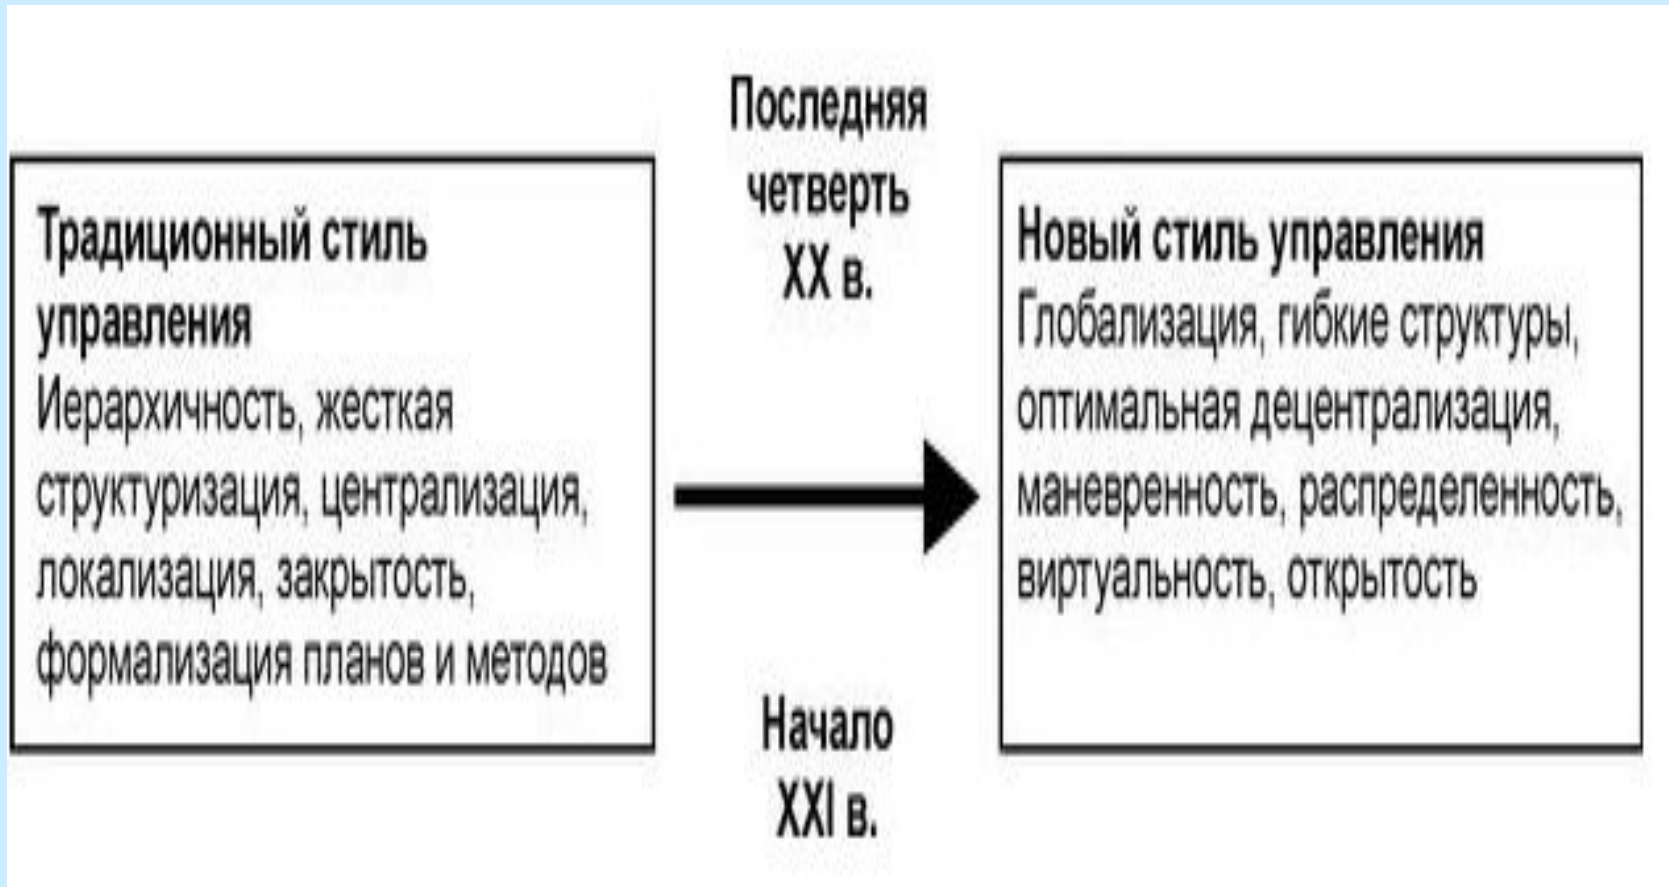 Традиционный стиль
управления
Иерархичность, жесткая
структуризация, централизация,
локализация, закрытость,
формализация планов и методов
Последняя
четверть
XX в.
Начало
XXI в.
Новый стиль управления
Глобализация, гибкие структуры,
оптимальная децентрализация,
маневренность, распределенность,
виртуальность, открытость